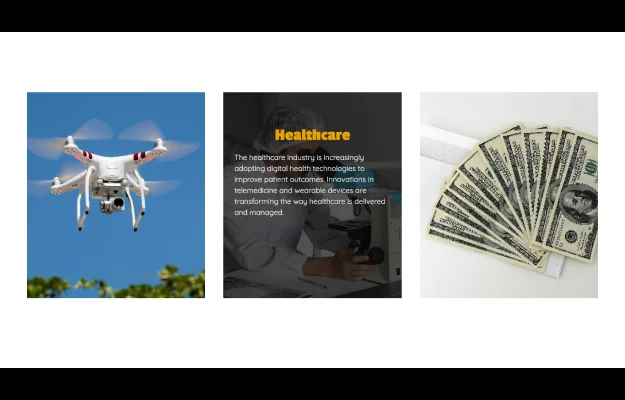 Healthcare
The healthcare industry is increasingly
adopting digital health technologies to
improve patient outcomes. Innovations in
telemedicine and wearable devices are
transforming the way healthcare is delivered
and managed.